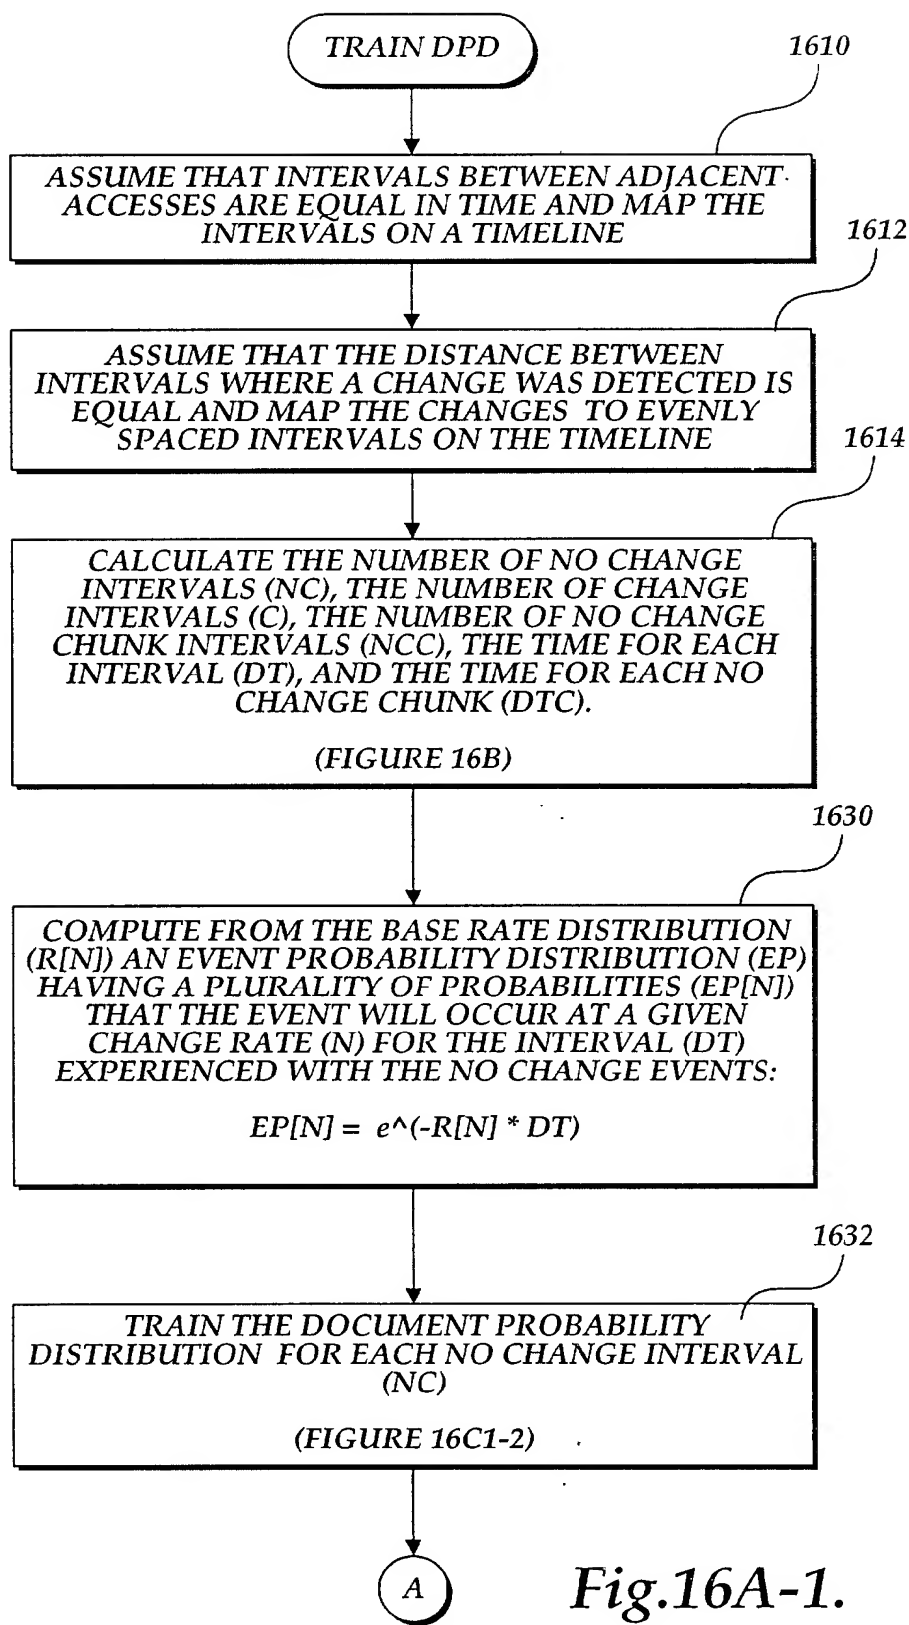 TRAIN DPD
1610
ASSUME THAT INTERVALS BETWEEN ADJACENT
ACCESSES ARE EQUAL IN TIME AND MAP THE
INTERVALS ON A TIMELINE
1612
ASSUME THAT THE DISTANCE BETWEEN
INTERVALS WHERE A CHANGE WAS DETECTED IS
EQUAL AND MAP THE CHANGES TO EVENLY
SPACED INTERVALS ON THE TIMELINE
1614
CALCULATE THE NUMBER OF NO CHANGE
INTERVALS (NC), THE NUMBER OF CHANGE
INTERVALS (C), THE NUMBER OF NO CHANGE
CHUNK INTERVALS (NCC), THE TIME FOR EACH
INTERVAL (DT), AND THE TIME FOR EACH NO
CHANGE CHUNK (DTC).
(FIGURE 16B)
1630
COMPUTE FROM THE BASE RATE DISTRIBUTION
(R[N]) AN EVENT PROBABILITY DISTRIBUTION (EP)
HAVING A PLURALITY OF PROBABILITIES (EP[N])
THAT THE EVENT WILL OCCUR AT A GIVEN
CHANGE RATE (N) FOR THE INTERVAL (DT)
EXPERIENCED WITH THE NO CHANGE EVENTS:
EP[N] = e^(-R[N] * DT)
1632
TRAIN THE DOCUMENT PROBABILITY
DISTRIBUTION FOR EACH NO CHANGE INTERVAL
(NC)
(FIGURE 16C1-2)
A
Fig.16A-1.